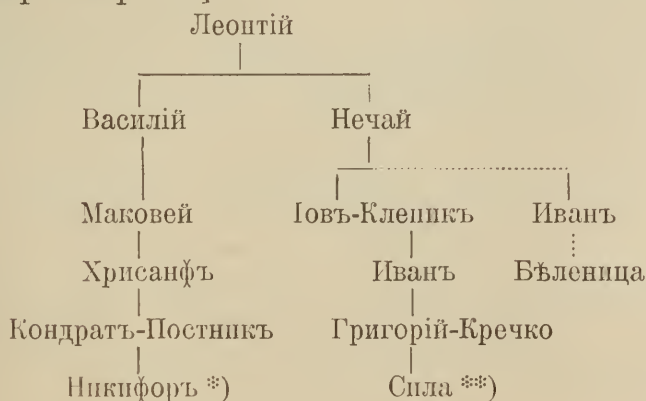 Леонтій
Василій Нечай
Маковей Іовъ-Клепикъ Иванъ
Хрисанфъ Иванъ Бѣленица
Кондратъ-Постникъ Григорій-Кречко
Никифоръ *) Сила **)